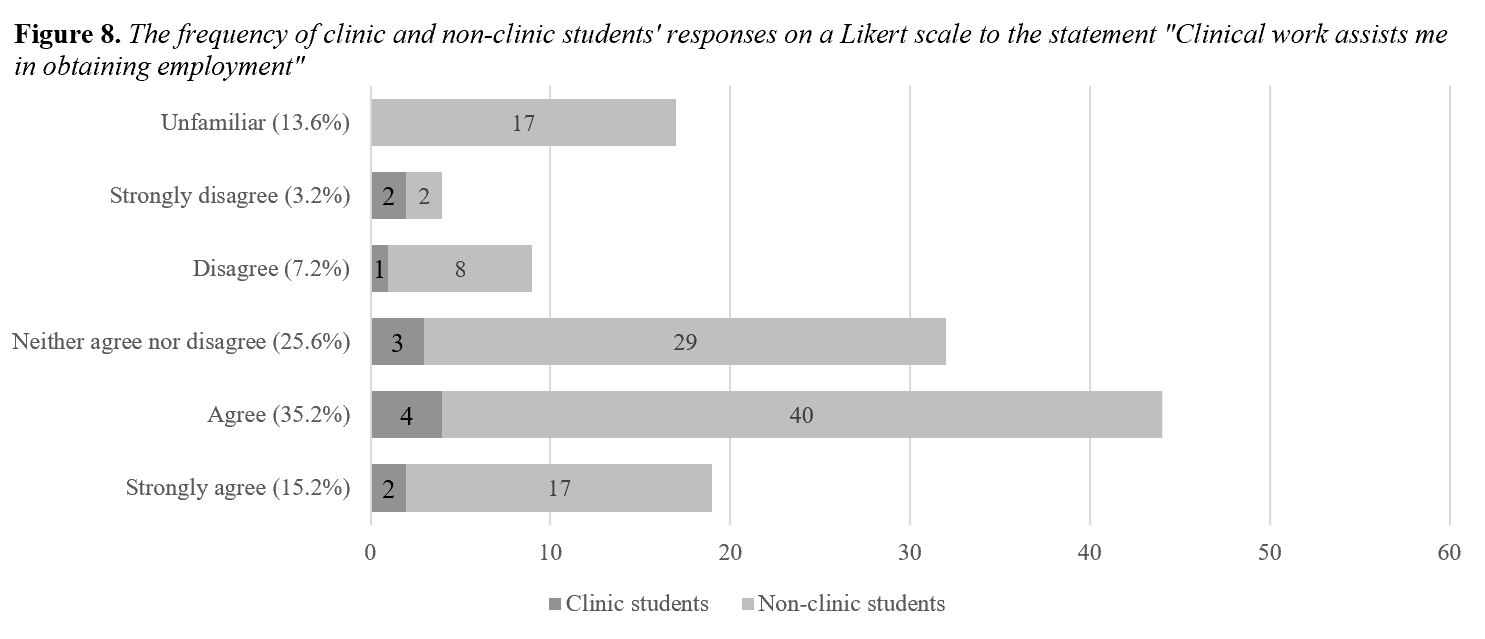 Figure 8. The frequency of clinic and non-clinic students' responses on a Likert scale to the statement "Clinical work assists me
in obtaining employment"
Unfamiliar (13.6%) 17
Strongly disagree (3.2%) 2 2
Disagree (7.2%) 1 8
Neither agree nor disagree (25.6%) 3 29
Agree (35.2%) 4 40
Strongly agree (15.2%) 2 17
0 10 20 30 40 50 60
Clinic students Non-clinic students